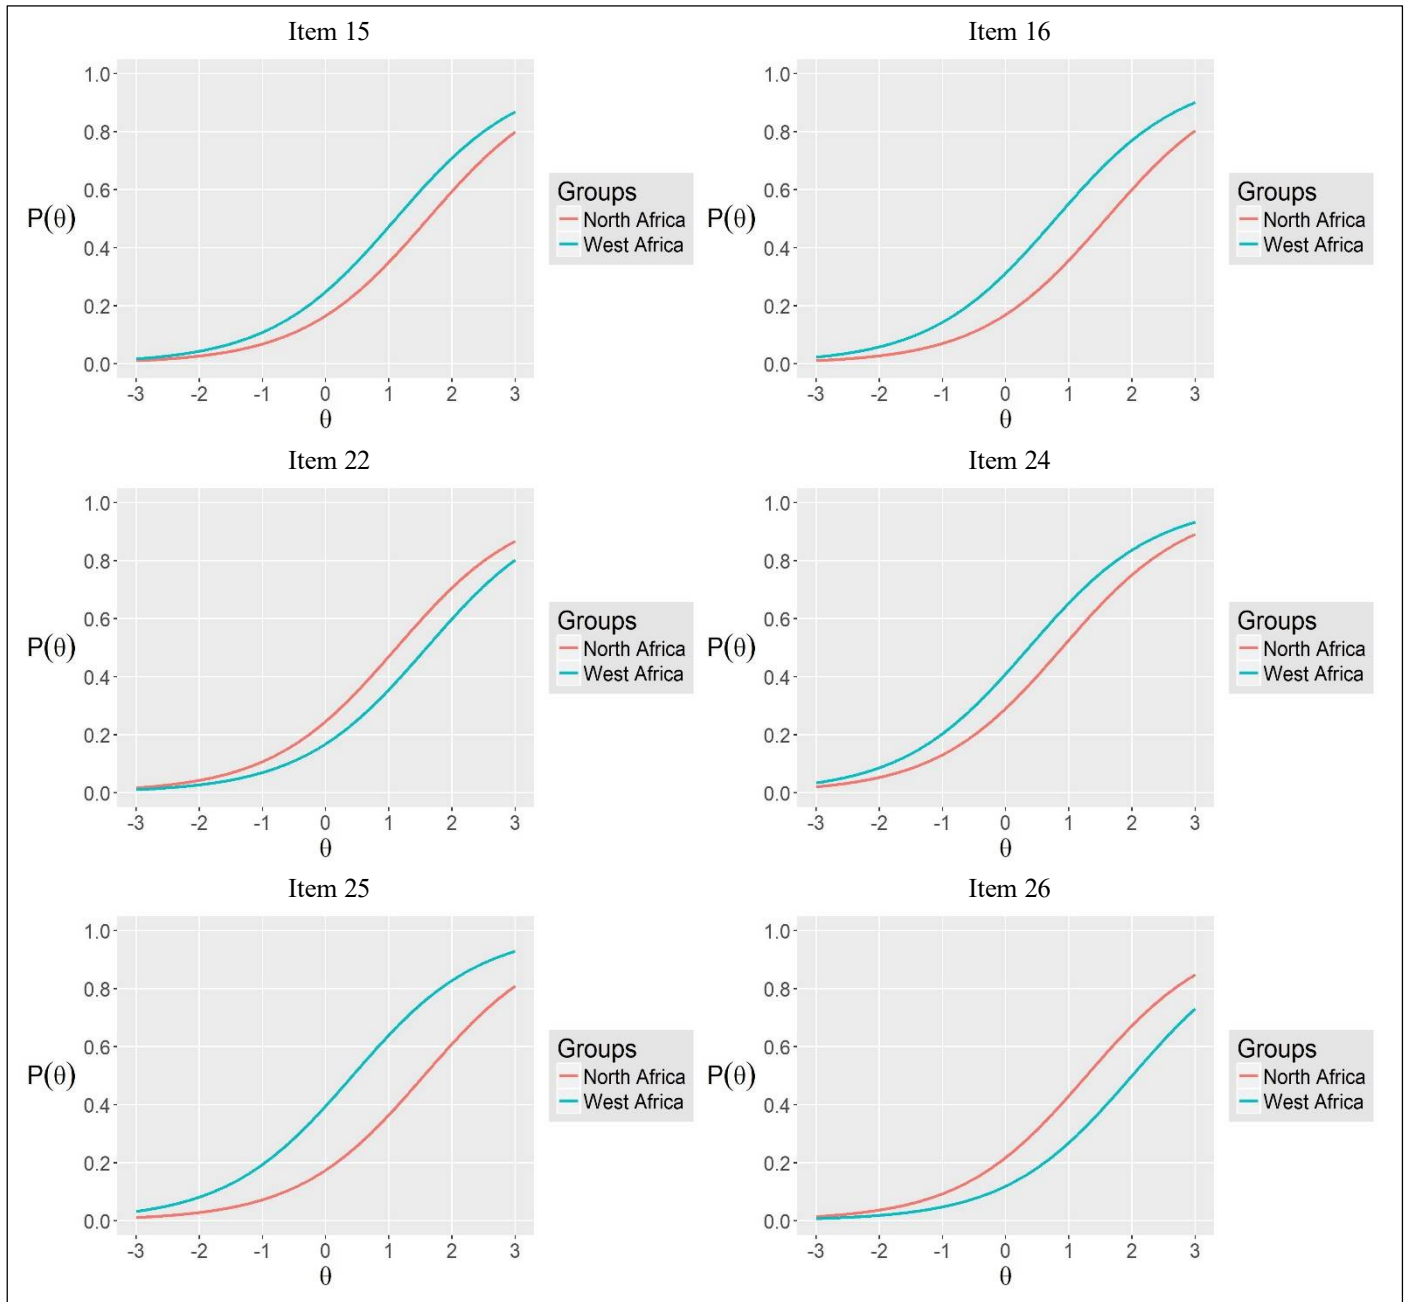 Item 15
1.0
0.8
0.6
P(θ)
0.4
0.2
0.0
-3 -2 -1 0 1 2 3
θ
Groups
North Africa
West Africa
Item 16
1.0
0.8
0.6
P(θ)
0.4
0.2
0.0
-3 -2 -1 0 1 2 3
θ
Groups
North Africa
West Africa
Item 22
1.0
0.8
0.6
P(θ)
0.4
0.2
0.0
-3 -2 -1 0 1 2 3
θ
Groups
North Africa
West Africa
Item 24
1.0
0.8
0.6
P(θ)
0.4
0.2
0.0
-3 -2 -1 0 1 2 3
θ
Groups
North Africa
West Africa
Item 25
1.0
0.8
0.6
P(θ)
0.4
0.2
0.0
-3 -2 -1 0 1 2 3
θ
Groups
North Africa
West Africa
Item 26
1.0
0.8
0.6
P(θ)
0.4
0.2
0.0
-3 -2 -1 0 1 2 3
θ
Groups
North Africa
West Africa